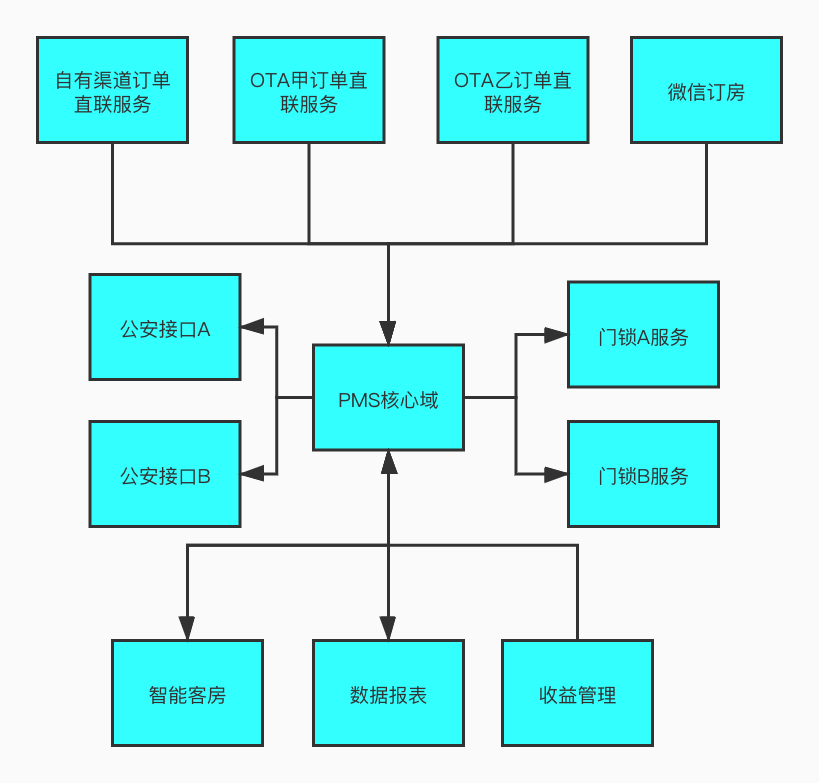 自有渠道订单
直联服务
OTA甲订单直
联服务
OTA乙订单直
联服务
微信订房
公安接口A
门锁A服务
PMS核心域
公安接口B
门锁B服务
智能客房
数据报表
收益管理